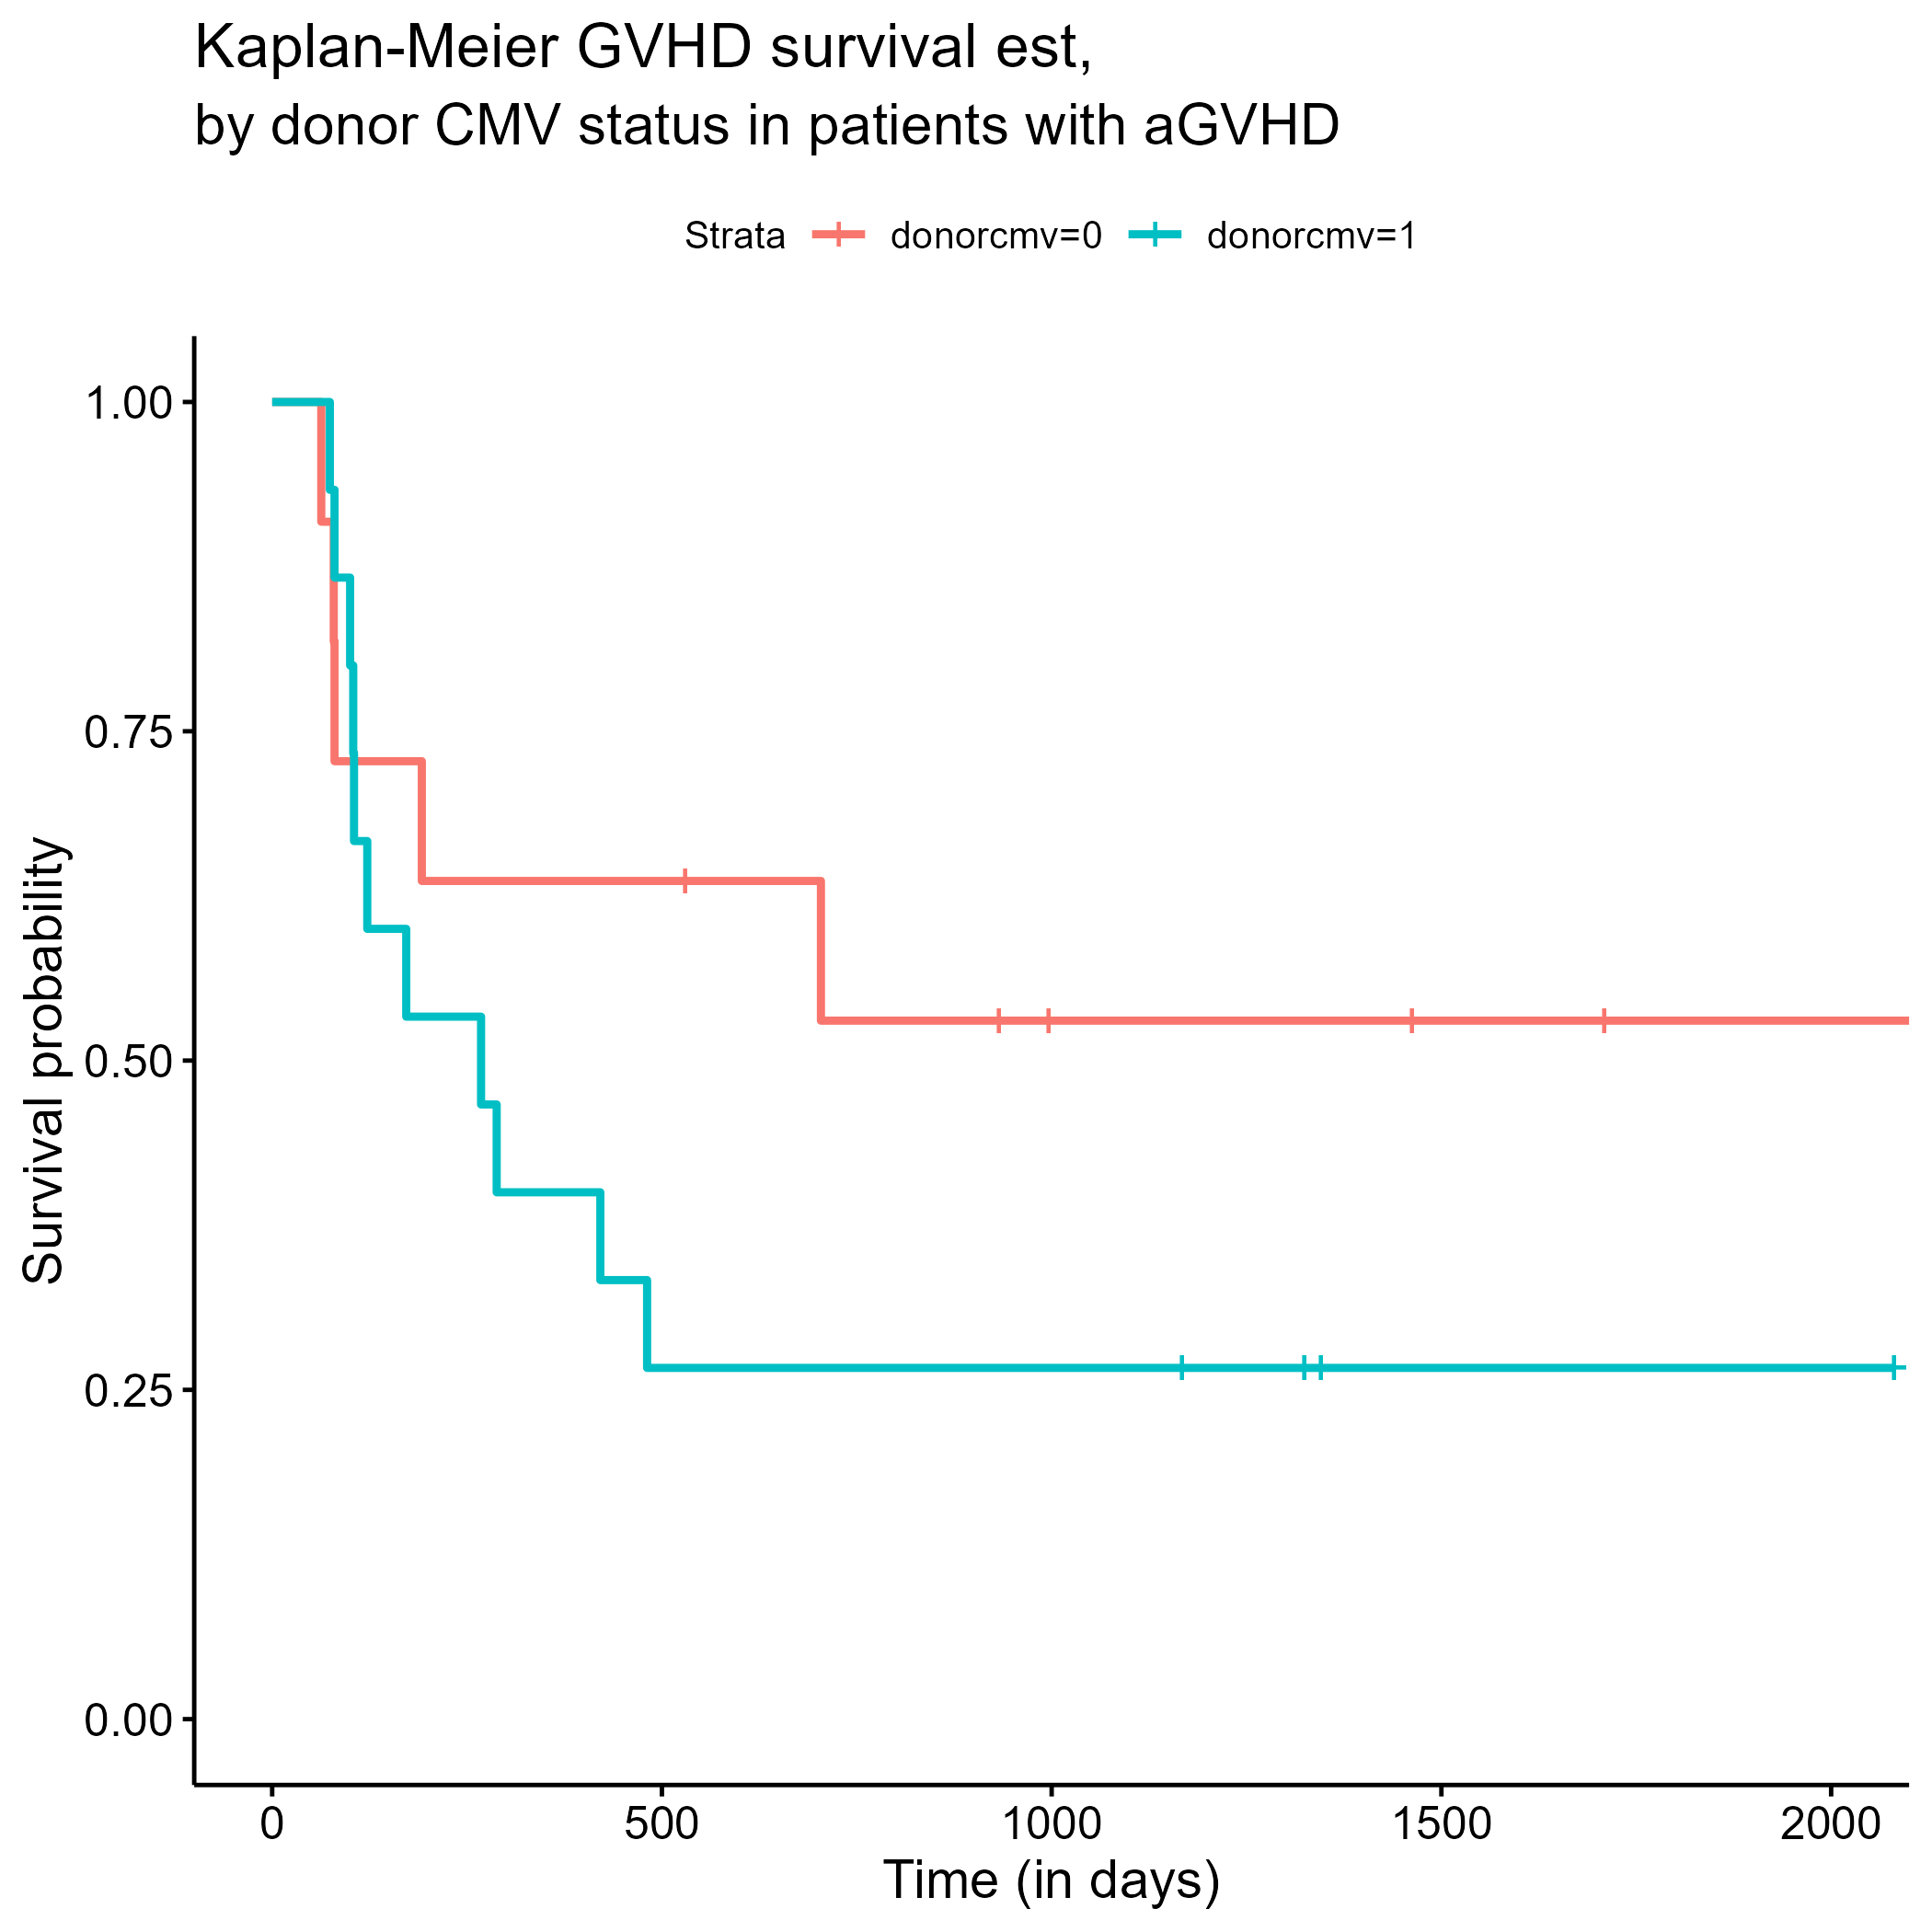 Kaplan-Meier GVHD survival est,
by donor CMV status in patients with aGVHD
Strata donorcmv=0 donorcmv=1
Survival probability
1.00
0.75
0.50
0.25
0.00
0 500 1000 1500 2000
Time (in days)